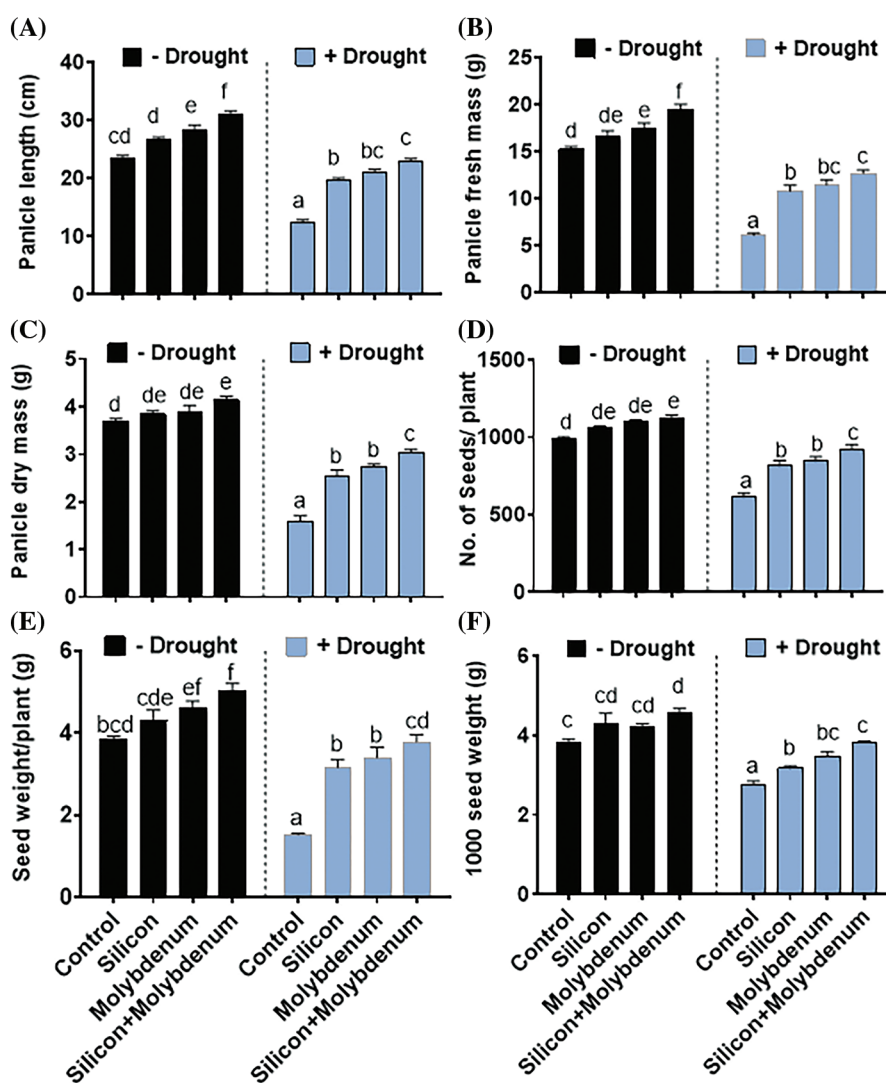 (A)
- Drought + Drought
Panicle length (cm)
40
30
20
10
0
cd d e f a b bc c
(B)
- Drought + Drought
Panicle fresh mass (g)
25
20
15
10
5
0
d de e f a b bc c
(C)
- Drought + Drought
Panicle dry mass (g)
5
4
3
2
1
0
d de de e a b b c
(D)
- Drought + Drought
No. of Seeds/ plant
1500
1000
500
0
d de de e a b b c
(E)
- Drought + Drought
Seed weight/plant (g)
6
4
2
0
bcd cde ef f a b b cd
Control
Silicon
Molybdenum
Silicon+Molybdenum
Control
Silicon
Molybdenum
Silicon+Molybdenum
(F)
- Drought + Drought
1000 seed weight (g)
6
4
2
0
c cd cd d a b bc c
Control
Silicon
Molybdenum
Silicon+Molybdenum
Control
Silicon
Molybdenum
Silicon+Molybdenum